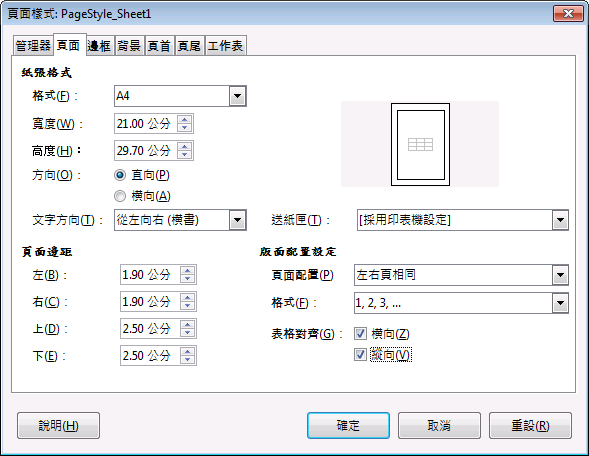 頁面樣式: PageStyle_Sheet1
管理器 頁面 邊框 背景 頁首 頁尾 工作表
紙張格式
格式(F)： A4
寬度(W)： 21.00 公分
高度(H)： 29.70 公分
方向(O)： 直向(P)
橫向(A)
文字方向(T)： 從左向右 (橫書) 送紙匣(T)： [採用印表機設定]
頁面邊距 版面配置設定
左(B)： 1.90 公分 頁面配置(P) 左右頁相同
右(C)： 1.90 公分 格式(F)： 1, 2, 3, ...
上(D)： 2.50 公分 表格對齊(G)： 橫向(Z)
下(E)： 2.50 公分 縱向(V)
說明(H) 確定 取消 重設(R)